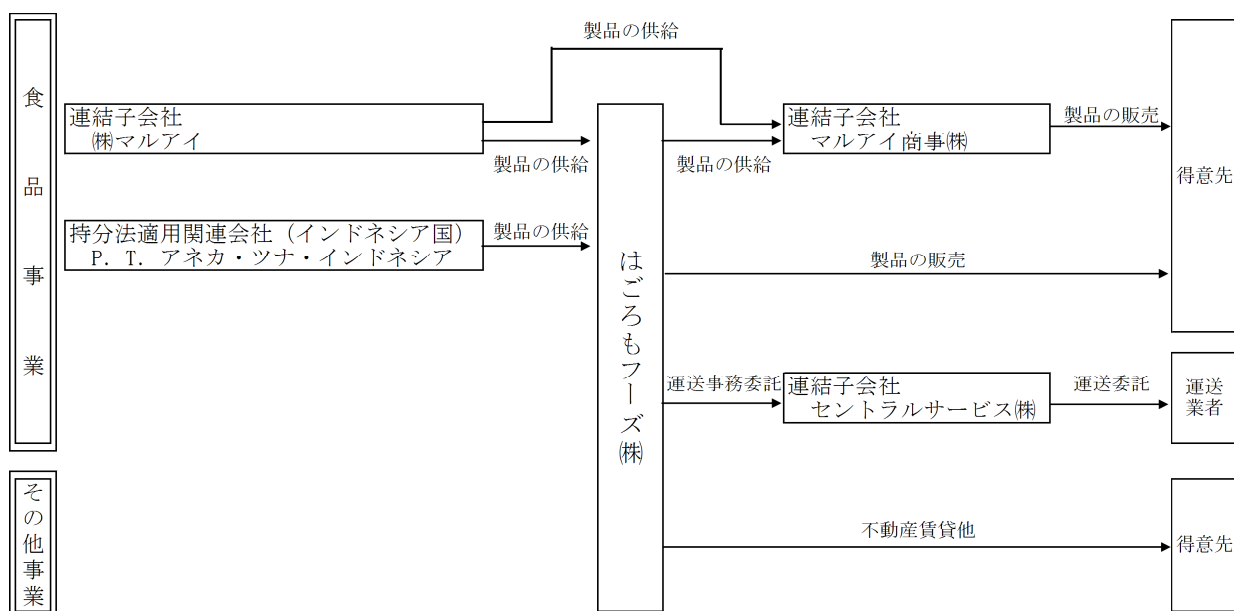 食品事業
製品の供給
連結子会社
㈱マルアイ
製品の供給
製品の供給
連結子会社
マルアイ商事㈱
製品の販売
得意先
持分法適用関連会社（インドネシア国）
P. T. アネカ・ツナ・インドネシア
製品の供給
はごろもフーズ㈱
製品の販売
運送事務委託
連結子会社
セントラルサービス㈱
運送委託
運送
業者
その他事業
不動産賃貸他
得意先